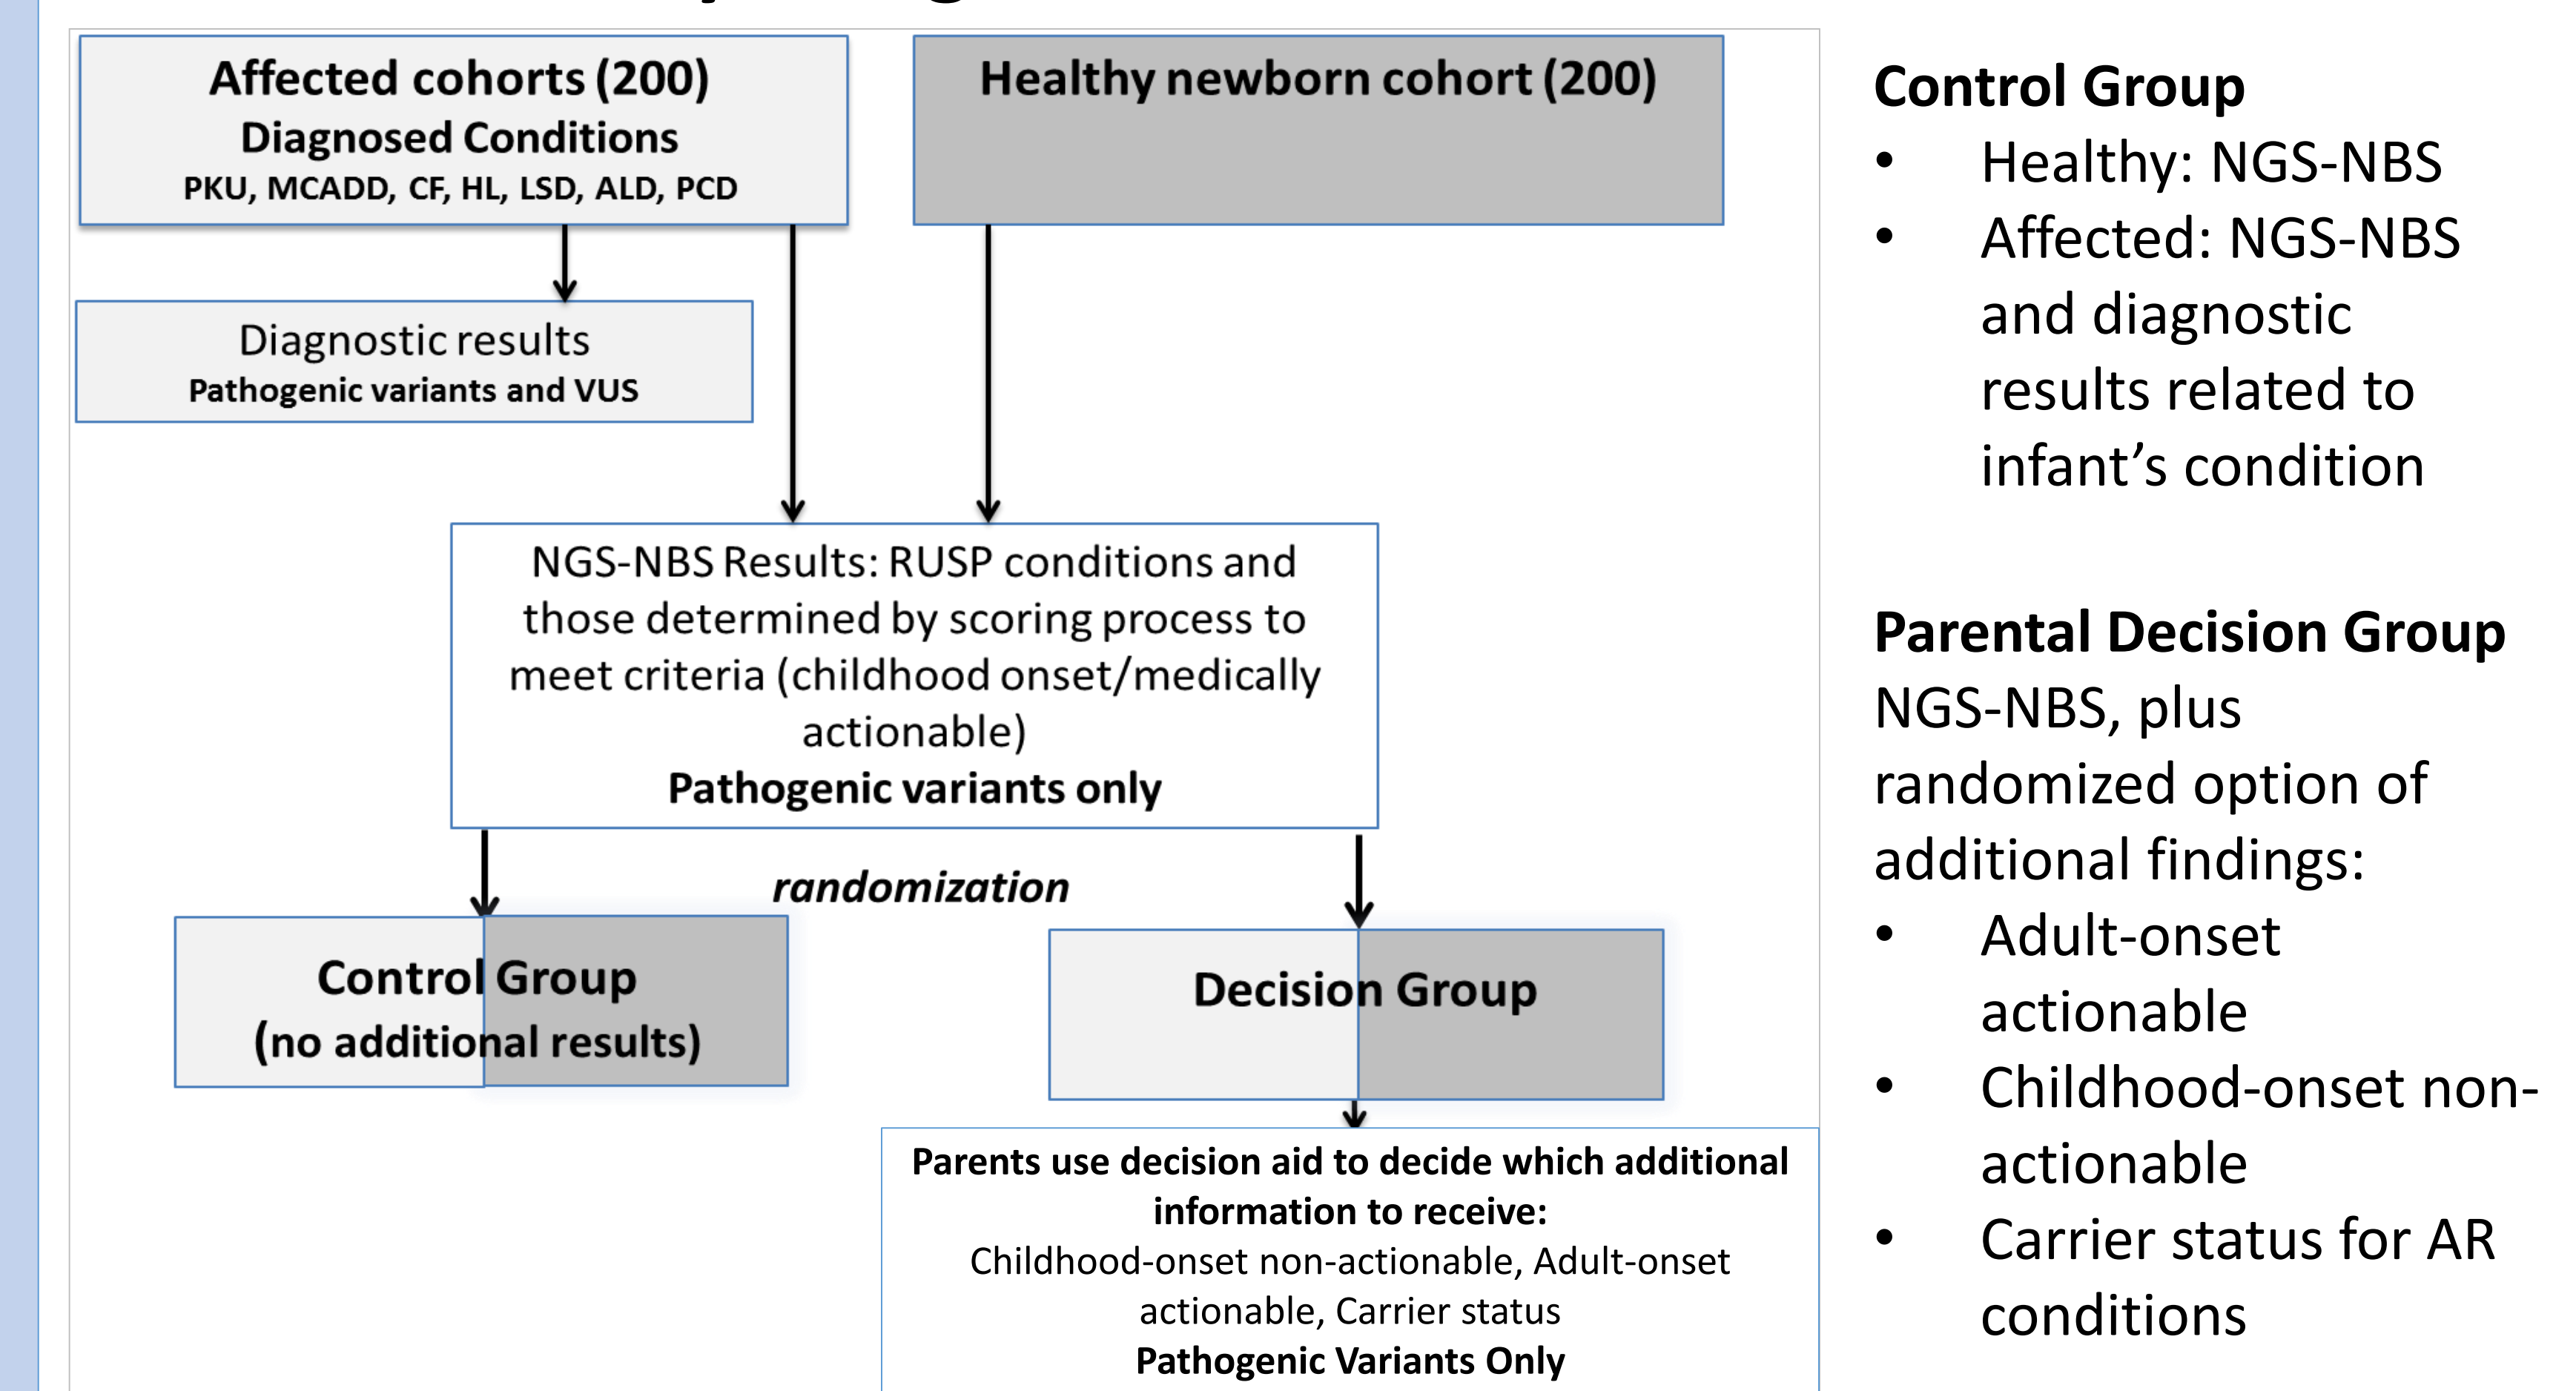 Affected cohorts (200)
Diagnosed Conditions
PKU, MCADD, CF, HL, LSD, ALD, PCD
Healthy newborn cohort (200)
Diagnostic results
Pathogenic variants and VUS
NGS-NBS Results: RUSP conditions and
those determined by scoring process to
meet criteria (childhood onset/medically
actionable)
Pathogenic variants only
randomization
Control Group
(no additional results)
Decision Group
Parents use decision aid to decide which additional
information to receive:
Childhood-onset non-actionable, Adult-onset
actionable, Carrier status
Pathogenic Variants Only
Control Group
• Healthy: NGS-NBS
• Affected: NGS-NBS
and diagnostic
results related to
infant’s condition
Parental Decision Group
NGS-NBS, plus
randomized option of
additional findings:
• Adult-onset
actionable
• Childhood-onset non-
actionable
• Carrier status for AR
conditions